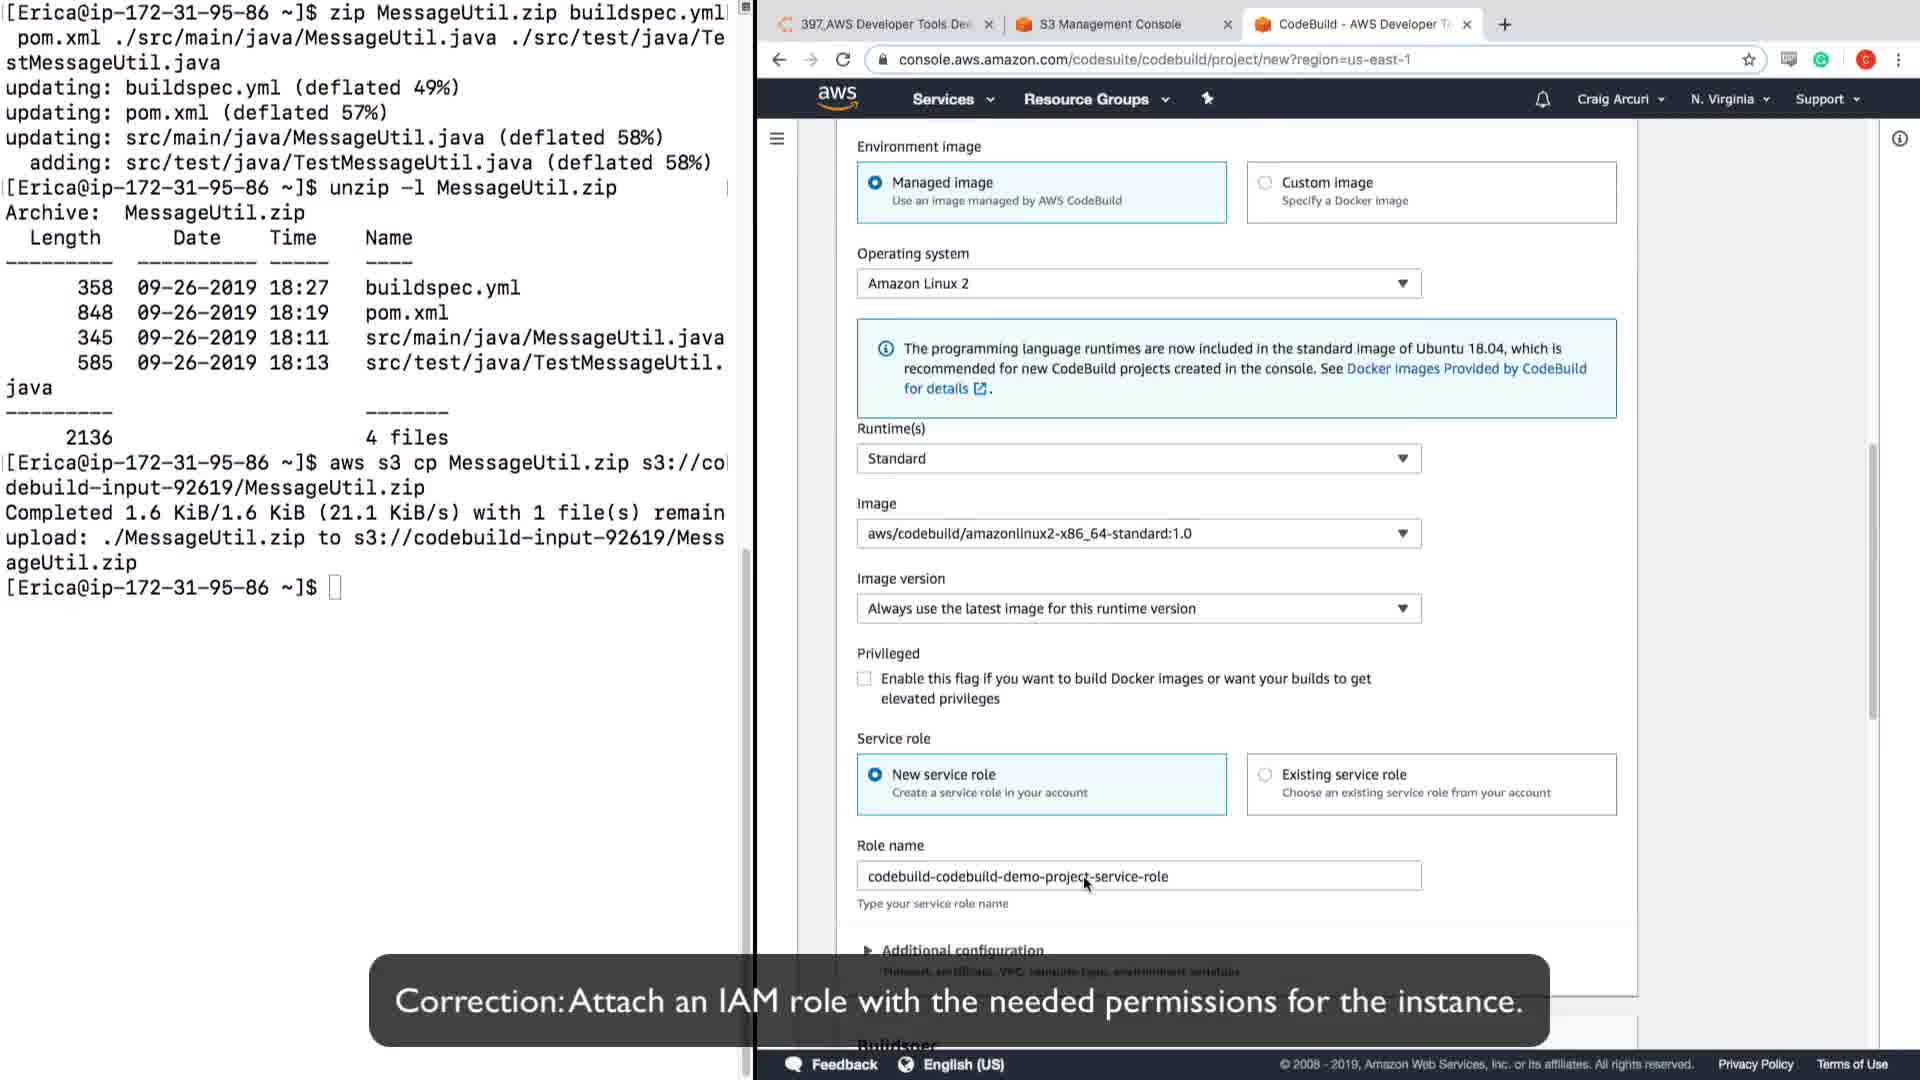 [Erica@ip-172-31-95-86 ~]$ zip MessageUtil.zip buildspec.yml
pom.xml ./src/main/java/MessageUtil.java ./src/test/java/Te
stMessageUtil.java
updating: buildspec.yml (deflated 49%)
updating: pom.xml (deflated 57%)
updating: src/main/java/MessageUtil.java (deflated 58%)
adding: src/test/java/TestMessageUtil.java (deflated 58%)
[Erica@ip-172-31-95-86 ~]$ unzip -l MessageUtil.zip
Archive:  MessageUtil.zip
Length      Date    Time    Name
---------  ---------- -----   ----
358  09-26-2019 18:27   buildspec.yml
848  09-26-2019 18:19   pom.xml
345  09-26-2019 18:11   src/main/java/MessageUtil.java
585  09-26-2019 18:13   src/test/java/TestMessageUtil.
java
---------                     -------
2136                     4 files
[Erica@ip-172-31-95-86 ~]$ aws s3 cp MessageUtil.zip s3://co
debuild-input-92619/MessageUtil.zip
Completed 1.6 KiB/1.6 KiB (21.1 KiB/s) with 1 file(s) remain
upload: ./MessageUtil.zip to s3://codebuild-input-92619/Mess
ageUtil.zip
[Erica@ip-172-31-95-86 ~]$
397_AWS Developer Tools Dee
S3 Management Console
CodeBuild - AWS Developer To
console.aws.amazon.com/codesuite/codebuild/project/new?region=us-east-1
C
aws
Services
Resource Groups
Craig Arcuri
N. Virginia
Support
Environment image
Managed image
Use an image managed by AWS CodeBuild
Custom image
Specify a Docker image
Operating system
Amazon Linux 2
The programming language runtimes are now included in the standard image of Ubuntu 18.04, which is
recommended for new CodeBuild projects created in the console. See Docker Images Provided by CodeBuild
for details .
Runtime(s)
Standard
Image
aws/codebuild/amazonlinux2-x86_64-standard:1.0
Image version
Always use the latest image for this runtime version
Privileged
Enable this flag if you want to build Docker images or want your builds to get
elevated privileges
Service role
New service role
Create a service role in your account
Existing service role
Choose an existing service role from your account
Role name
codebuild-codebuild-demo-project-service-role
Type your service role name
Additional configuration
Timeout, certificate, VPC, compute type, environment variables
Correction: Attach an IAM role with the needed permissions for the instance.
Buildspec
Feedback
English (US)
© 2008 - 2019, Amazon Web Services, Inc. or its affiliates. All rights reserved.
Privacy Policy
Terms of Use